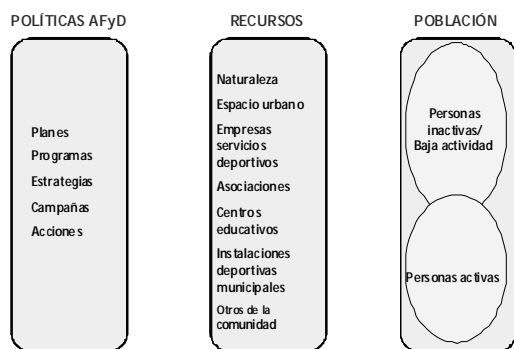 POLÍTICAS AFyD
Planes
Programas
Estrategias
Campañas
Acciones
RECURSOS
Naturaleza
Espacio urbano
Empresas
servicios
deportivos
Asociaciones
Centros
educativos
Instalaciones
deportivas
municipales
Otros de la
comunidad
POBLACIÓN
Personas
inactivas/
Baja actividad
Personas activas